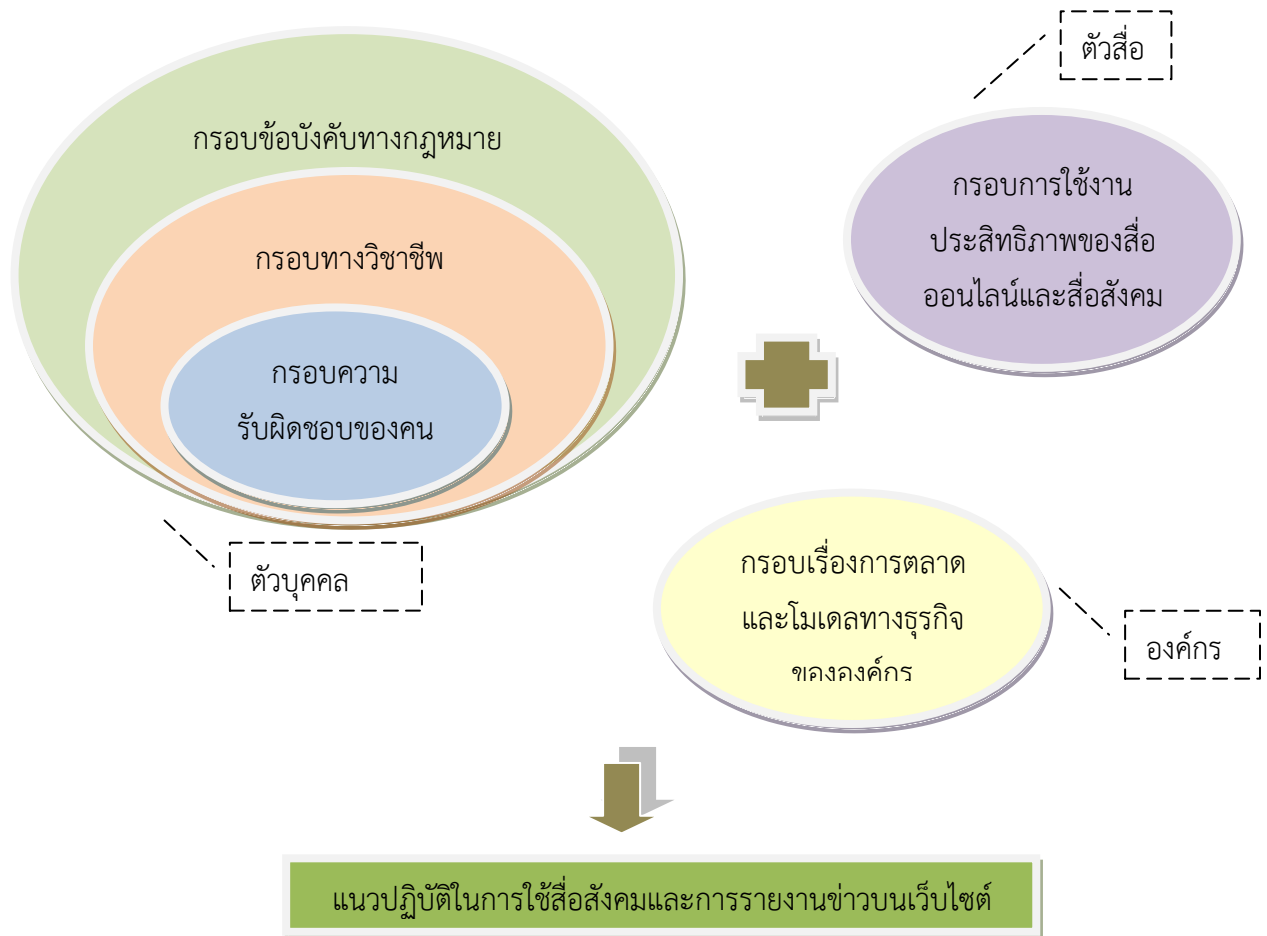 ตัวสื่อ
กรอบข้อบังคับทางกฎหมาย
กรอบการใช้งาน
ประสิทธิภาพของสื่อ
ออนไลน์และสื่อสังคม
กรอบทางวิชาชีพ
กรอบความ
รับผิดชอบของคน
ตัวบุคคล
กรอบเรื่องการตลาด
และโมเดลทางธุรกิจ
ขององค์กร
องค์กร
แนวปฏิบัติในการใช้สื่อสังคมและการรายงานข่าวบนเว็บไซต์